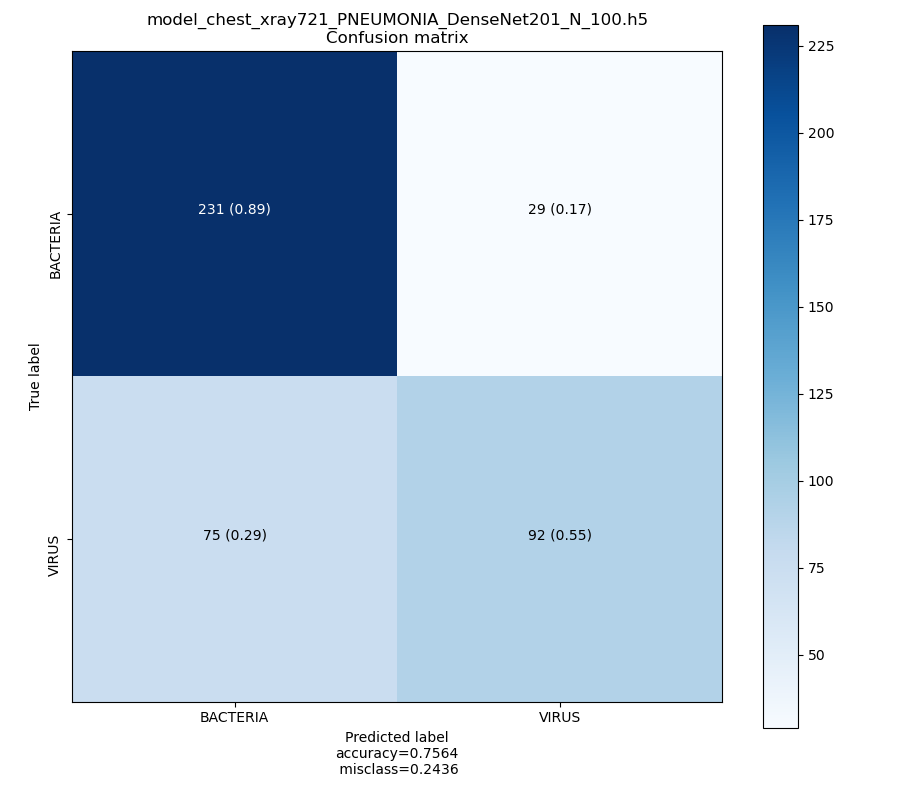 model_chest_xray721_PNEUMONIA_DenseNet201_N_100.h5
Confusion matrix
225
200
175
150
125
100
75
50
True label
BACTERIA
VIRUS
231 (0.89)
29 (0.17)
75 (0.29)
92 (0.55)
BACTERIA
VIRUS
Predicted label
accuracy=0.7564
misclass=0.2436